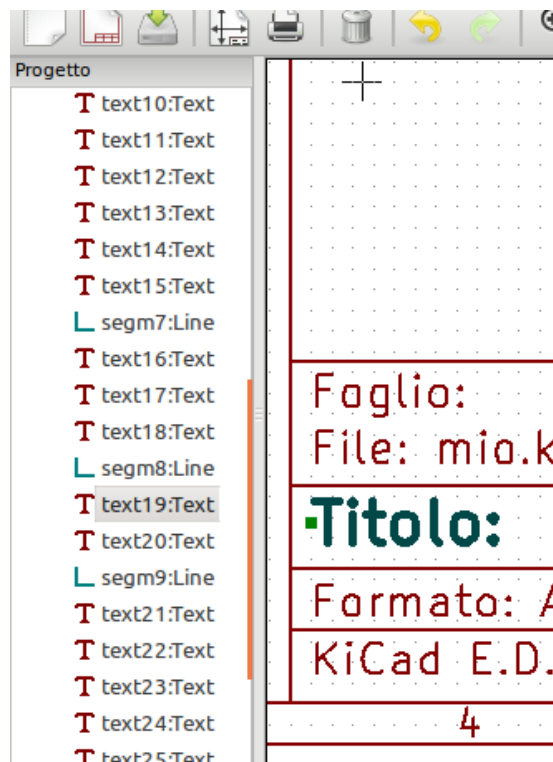 Progetto
text10:Text
text11:Text
text12:Text
text13:Text
text14:Text
text15:Text
segm7:Line
text16:Text
text17:Text
text18:Text
segm8:Line
text19:Text
text20:Text
segm9:Line
text21:Text
text22:Text
text23:Text
text24:Text
text25:Text
Foglio:
File: mio.k
Titolo:
Formato: A
KiCad E.D.
4